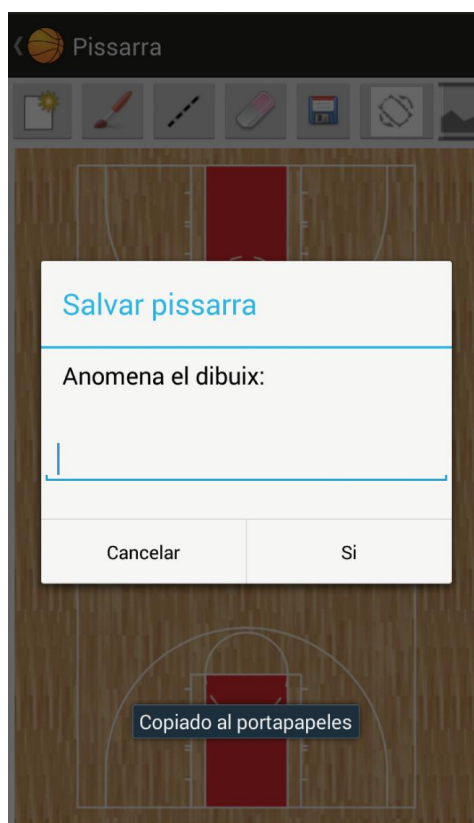 Pissarra
Salvar pissarra
Anomena el dibuix:
Cancelar
Si
Copiado al portapapeles